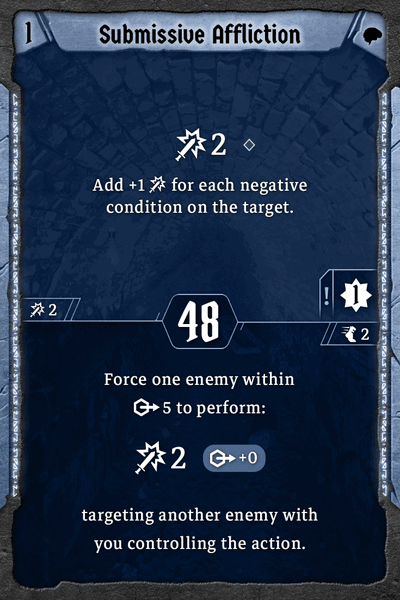 1 Submissive Affliction
2
Add +1 for each negative
condition on the target.
! 1
2
48
2
Force one enemy within
5 to perform:
2 +0
targeting another enemy with
you controlling the action.